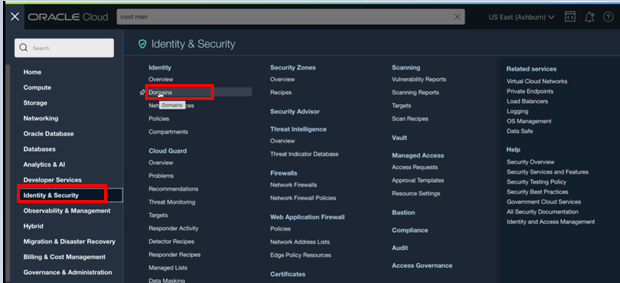 ORACLE Cloud
cost man
US East (Ashburn)
Search
Home
Compute
Storage
Networking
Oracle Database
Databases
Analytics & AI
Developer Services
Identity & Security
Observability & Management
Hybrid
Migration & Disaster Recovery
Billing & Cost Management
Governance & Administration
Identity & Security
Identity
Overview
Domains
Domains
Policies
Compartments
Cloud Guard
Overview
Problems
Recommendations
Threat Monitoring
Targets
Responder Activity
Detector Recipes
Responder Recipes
Managed Lists
Data Masking
Security Zones
Overview
Recipes
Security Advisor
Threat Intelligence
Overview
Threat Indicator Database
Firewalls
Network Firewalls
Network Firewall Policies
Web Application Firewall
Policies
Network Address Lists
Edge Policy Resources
Certificates
Scanning
Vulnerability Reports
Scanning Reports
Targets
Scan Recipes
Vault
Managed Access
Access Requests
Approval Templates
Resource Settings
Bastion
Compliance
Audit
Access Governance
Related services
Virtual Cloud Networks
Private Endpoints
Load Balancers
Logging
OS Management
Data Safe
Help
Security Overview
Security Services and Features
Security Testing Policy
Security Best Practices
Government Cloud Services
All Security Documentation
Identity and Access Management